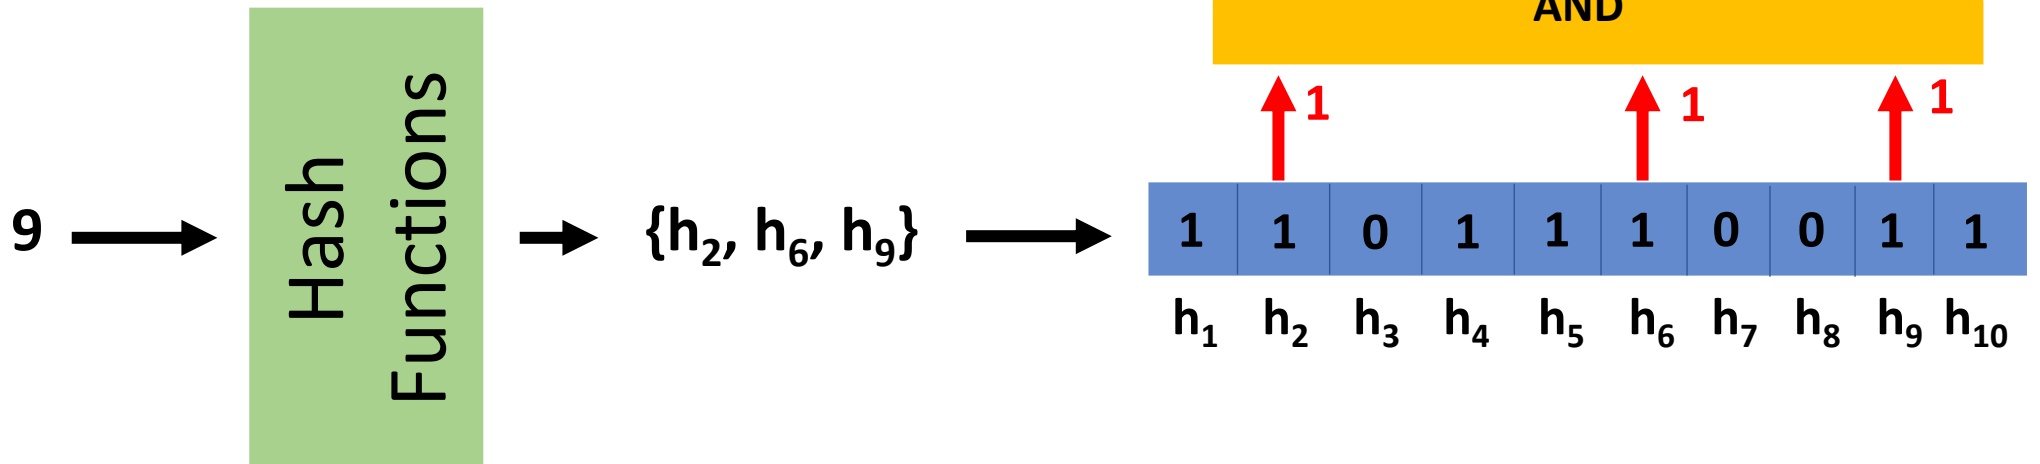 AND
1 1 1
9
Hash
Functions
{h₂, h₆, h₉}
1 1 0 1 1 1 0 0 1 1
h₁ h₂ h₃ h₄ h₅ h₆ h₇ h₈ h₉ h₁₀